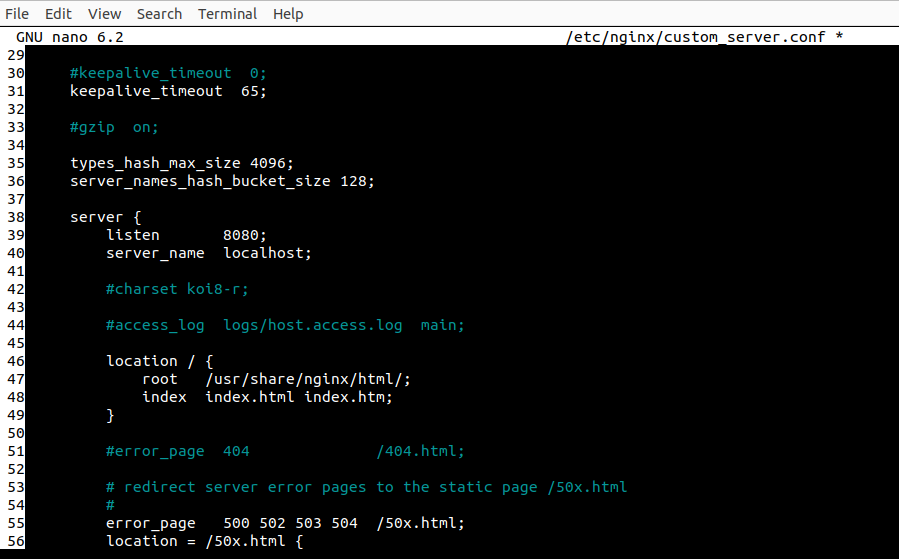 File Edit View Search Terminal Help
GNU nano 6.2 /etc/nginx/custom_server.conf *
29
30 #keepalive_timeout  0;
31 keepalive_timeout  65;
32
33 #gzip  on;
34
35 types_hash_max_size 4096;
36 server_names_hash_bucket_size 128;
37
38 server {
39 listen       8080;
40 server_name  localhost;
41
42 #charset koi8-r;
43
44 #access_log  logs/host.access.log  main;
45
46 location / {
47 root   /usr/share/nginx/html/;
48 index  index.html index.htm;
49 }
50
51 #error_page  404              /404.html;
52
53 # redirect server error pages to the static page /50x.html
54 #
55 error_page   500 502 503 504  /50x.html;
56 location = /50x.html {